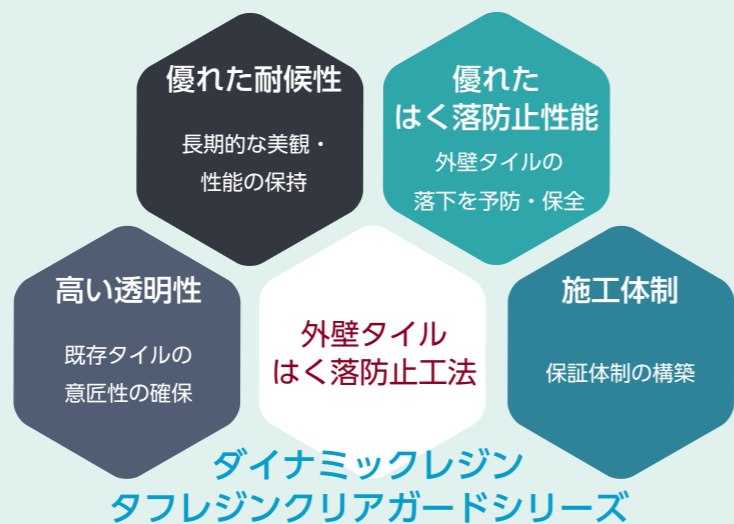 優れた耐候性
長期的な美観・
性能の保持
優れた
はく落防止性能
外壁タイルの
落下を予防・保全
高い透明性
既存タイルの
意匠性の確保
外壁タイル
はく落防止工法
施工体制
保証体制の構築
ダイナミックレジン
タフレジンクリアガードシリーズ